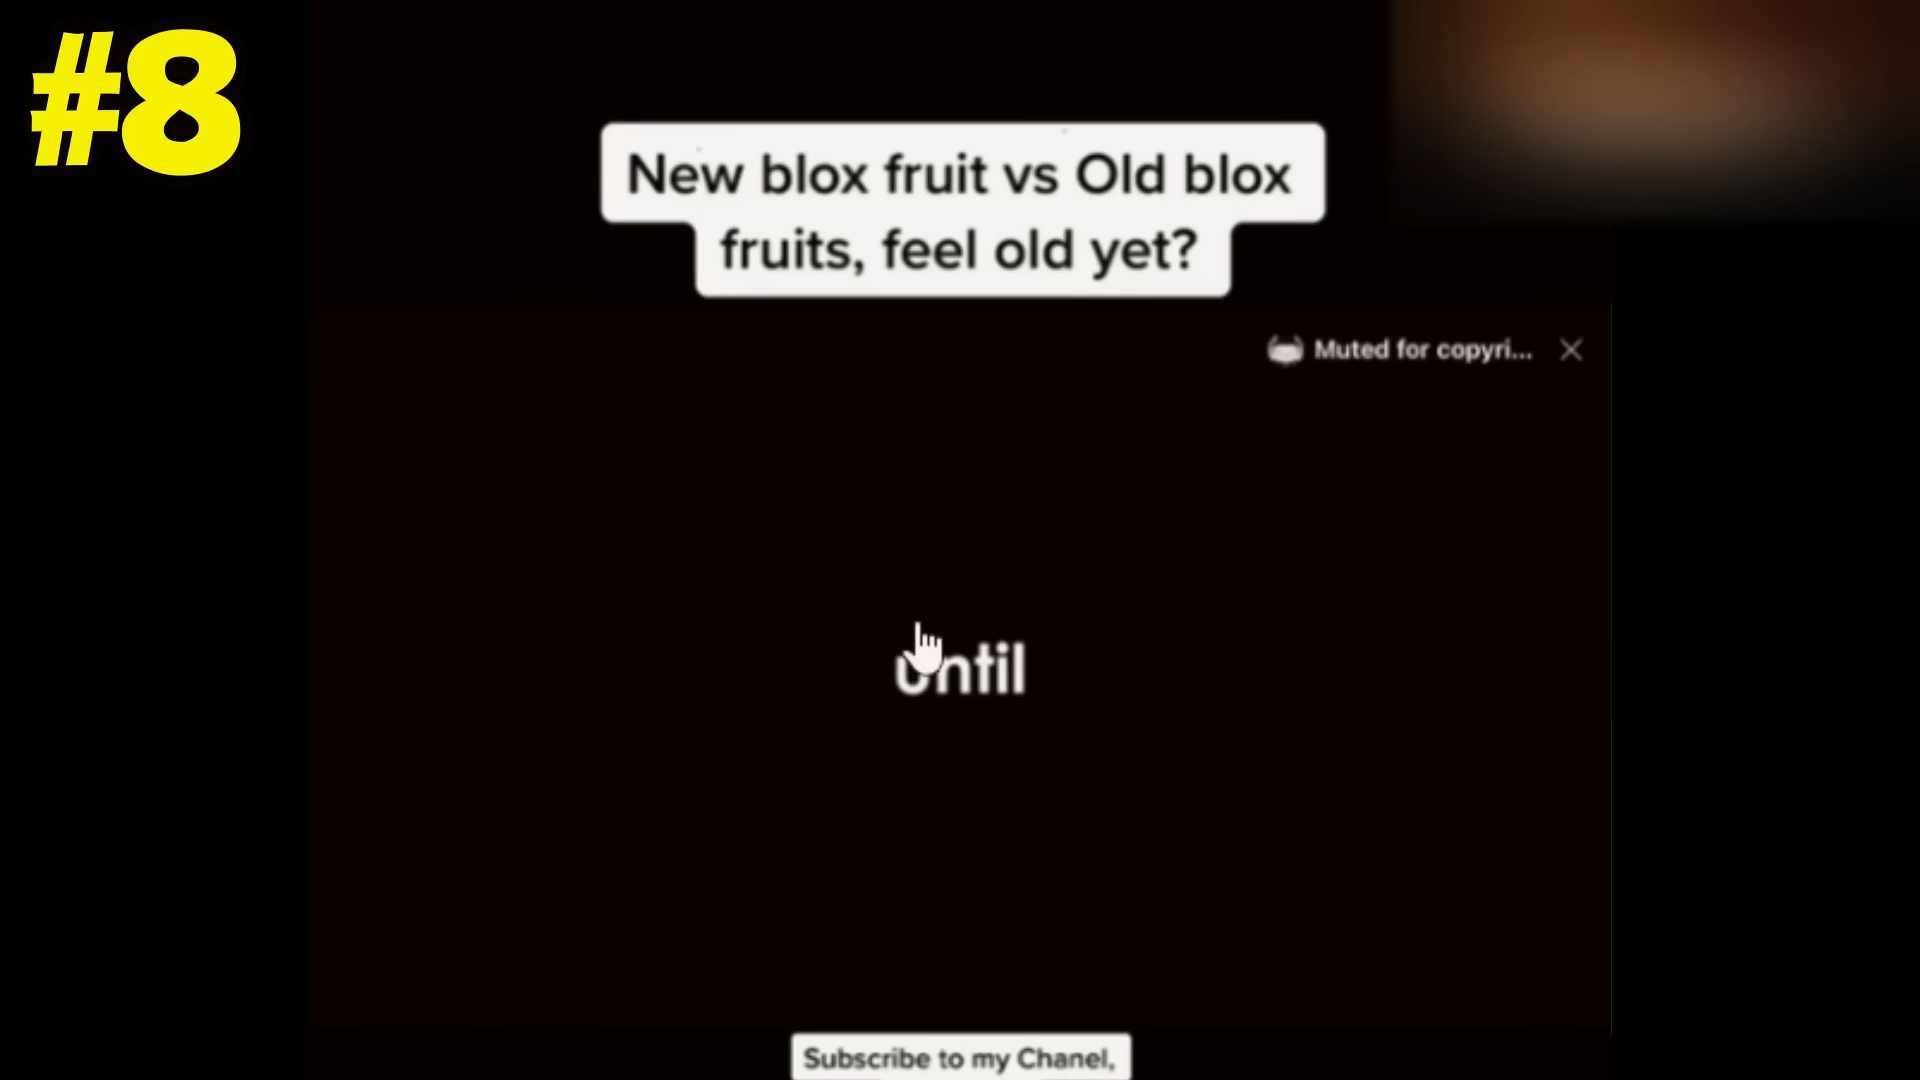 #8
New blox fruit vs Old blox
fruits, feel old yet?
Muted for copyri...
until
Subscribe to my Chanel,